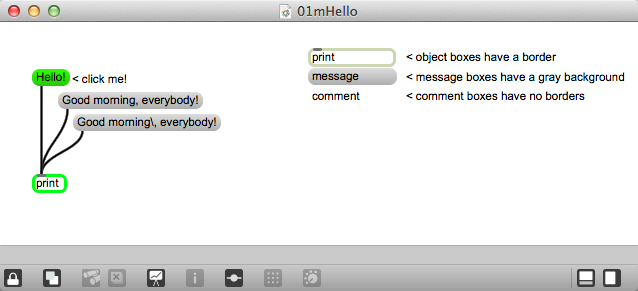 01mHello
Hello! < click me!
Good morning, everybody!
Good morning\, everybody!
print
print < object boxes have a border
message < message boxes have a gray background
comment < comment boxes have no borders